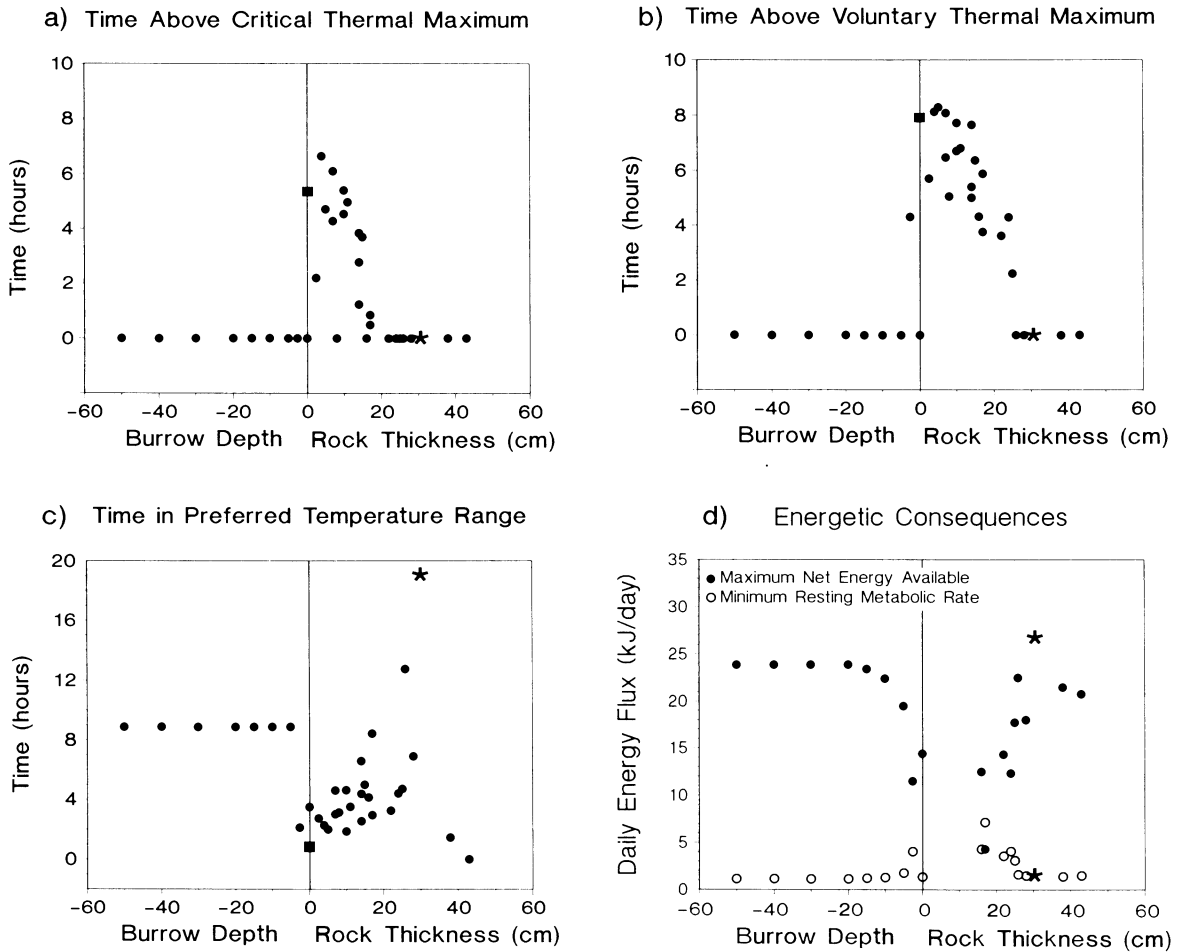 a) Time Above Critical Thermal Maximum
10
8
6
4
2
0
Time (hours)
−60 −40 −20 0 20 40 60
Burrow Depth Rock Thickness (cm)
b) Time Above Voluntary Thermal Maximum
10
8
6
4
2
0
Time (hours)
−60 −40 −20 0 20 40 60
Burrow Depth Rock Thickness (cm)
c) Time in Preferred Temperature Range
20
16
12
8
4
0
Time (hours)
−60 −40 −20 0 20 40 60
Burrow Depth Rock Thickness (cm)
d) Energetic Consequences
Maximum Net Energy Available
Minimum Resting Metabolic Rate
35
30
25
20
15
10
5
0
Daily Energy Flux (kJ/day)
−60 −40 −20 0 20 40 60
Burrow Depth Rock Thickness (cm)